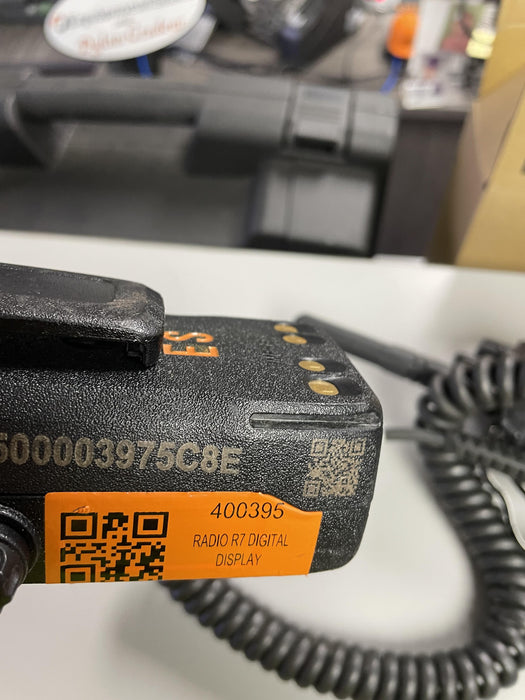 ES
500003975C8E
400395
RADIO R7 DIGITAL
DISPLAY